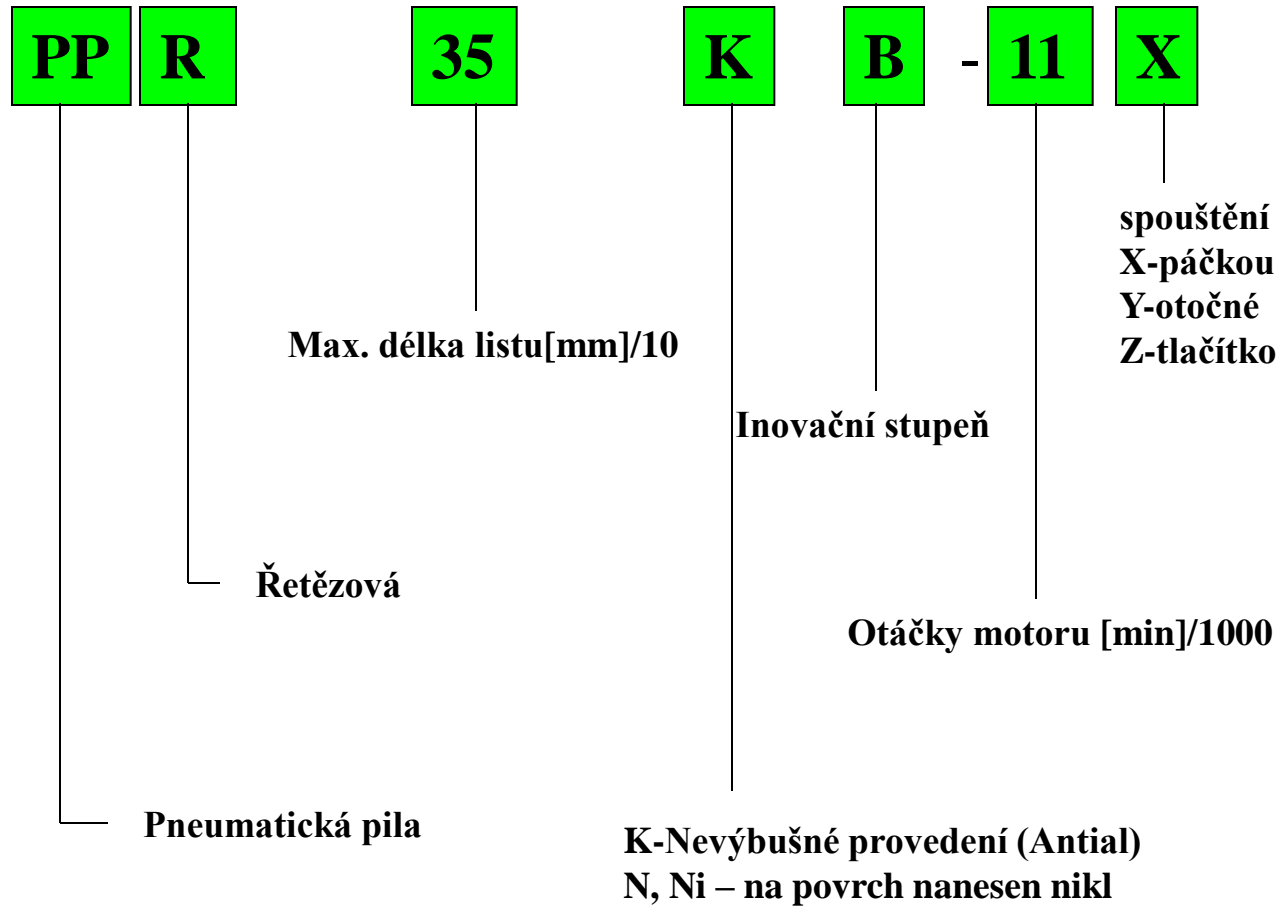 PP R 35 K B - 11 X
spouštění
X-páčkou
Y-otočné
Z-tlačítko
Max. délka listu[mm]/10
Inovační stupeň
Řetězová
Otáčky motoru [min]/1000
Pneumatická pila
K-Nevýbušné provedení (Antial)
N, Ni – na povrch nanesen nikl